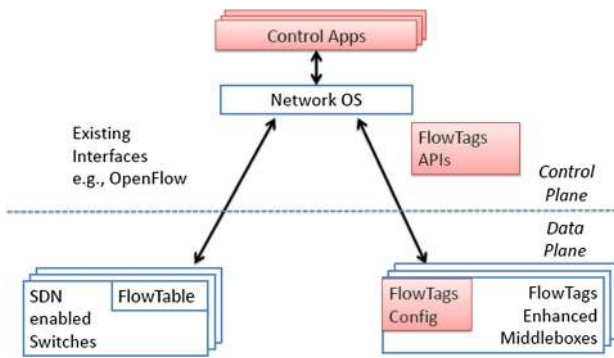 Control Apps
Network OS
Existing
Interfaces
e.g., OpenFlow
FlowTags
APIs
Control
Plane
Data
Plane
SDN
enabled
Switches
FlowTable
FlowTags
Config
FlowTags
Enhanced
Middleboxes